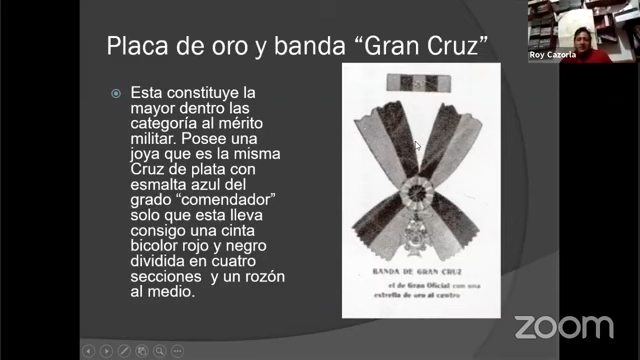 Placa de oro y banda “Gran Cruz”
Esta constituye la
mayor dentro las
categoría al mérito
militar. Posee una
joya que es la misma
Cruz de plata con
esmalte azul del
grado “comendador”
solo que esta lleva
consigo una cinta
bicolor rojo y negro
dividida en cuatro
secciones y un rozón
al medio.
BANDA DE GRAN CRUZ
el de Gran Oficial con una
estrella de oro al centro
Roy Cazorla
zoom